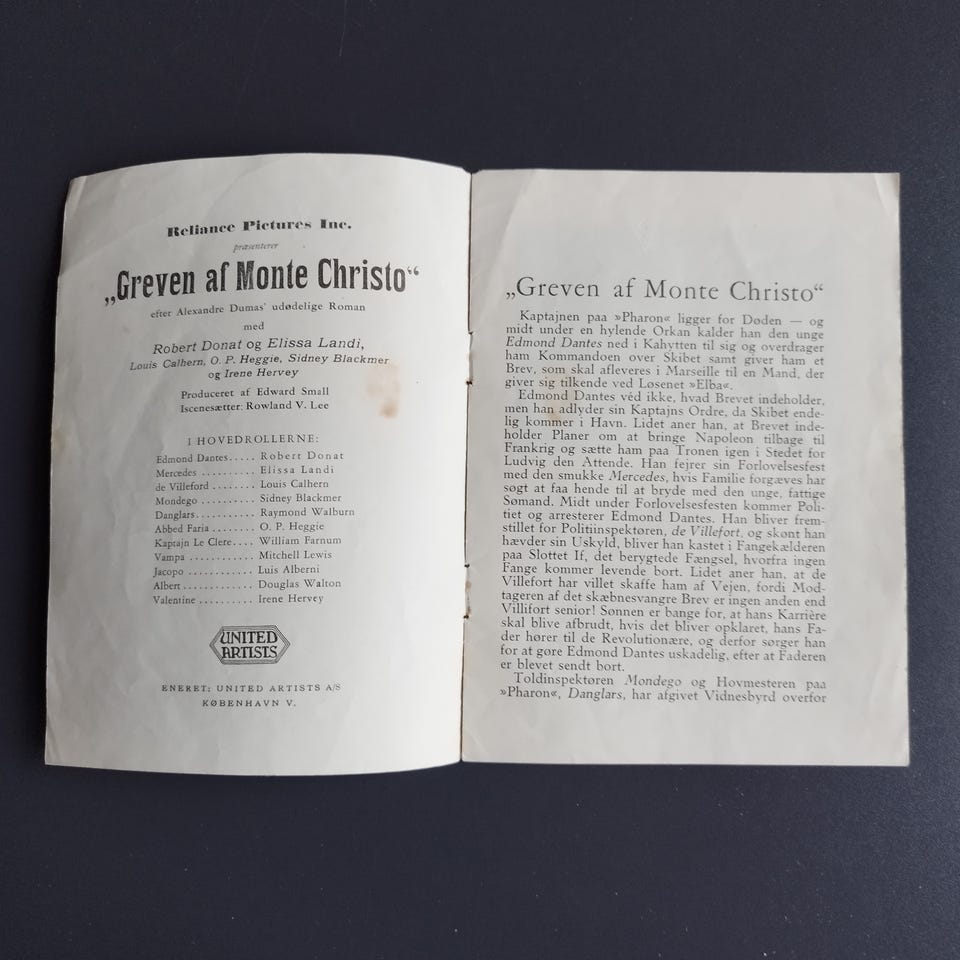 Reliance Pictures Inc.
præsenterer
„Greven af Monte Christo“
efter Alexandre Dumas' udødelige Roman
med
Robert Donat og Elissa Landi,
Louis Calhern, O. P. Heggie, Sidney Blackmer
og Irene Hervey
Produceret af Edward Small
Iscenesætter: Rowland V. Lee
I HOVEDROLLERNE:
Edmond Dantes..... Robert Donat
Mercedes .......... Elissa Landi
de Villeford ........ Louis Calhern
Mondego .......... Sidney Blackmer
Danglars........... Raymond Walburn
Abbed Faria ........ O. P. Heggie
Kaptajn Le Clere.... William Farnum
Vampa ............. Mitchell Lewis
Jacopo ............ Luis Alberni
Albert ............. Douglas Walton
Valentine .......... Irene Hervey
UNITED
ARTISTS
ENERET: UNITED ARTISTS A/S
KØBENHAVN V.
„Greven af Monte Christo“
Kaptajnen paa »Pharon« ligger for Døden — og
midt under en hylende Orkan kalder han den unge
Edmond Dantes ned i Kahytten til sig og overdrager
ham Kommandoen over Skibet samt giver ham et
Brev, som skal afleveres i Marseille til en Mand, der
giver sig tilkende ved Løsenet »Elba«.
Edmond Dantes véd ikke, hvad Brevet indeholder,
men han adlyder sin Kaptajns Ordre, da Skibet ende-
lig kommer i Havn. Lidet aner han, at Brevet inde-
holder Planer om at bringe Napoleon tilbage til
Frankrig og sætte ham paa Tronen igen i Stedet for
Ludvig den Attende. Han fejrer sin Forlovelsesfest
med den smukke Mercedes, hvis Familie forgæves har
søgt at faa hende til at bryde med den unge, fattige
Sømand. Midt under Forlovelsesfesten kommer Poli-
tiet og arresterer Edmond Dantes. Han bliver frem-
stillet for Politiinspektøren, de Villefort, og skønt han
hævder sin Uskyld, bliver han kastet i Fangekælderen
paa Slottet If, det berygtede Fængsel, hvorfra ingen
Fange kommer levende bort. Lidet aner han, at de
Villefort har villet skaffe ham af Vejen, fordi Mod-
tageren af det skæbnesvangre Brev er ingen anden end
Villifort senior! Sønnen er bange for, at hans Karrière
skal blive afbrudt, hvis det bliver opklaret, hans Fa-
der hører til de Revolutionære, og derfor sørger han
for at gøre Edmond Dantes uskadelig, efter at Faderen
er blevet sendt bort.
Toldinspektøren Mondego og Hovmesteren paa
»Pharon«, Danglars, har afgivet Vidnesbyrd overfor